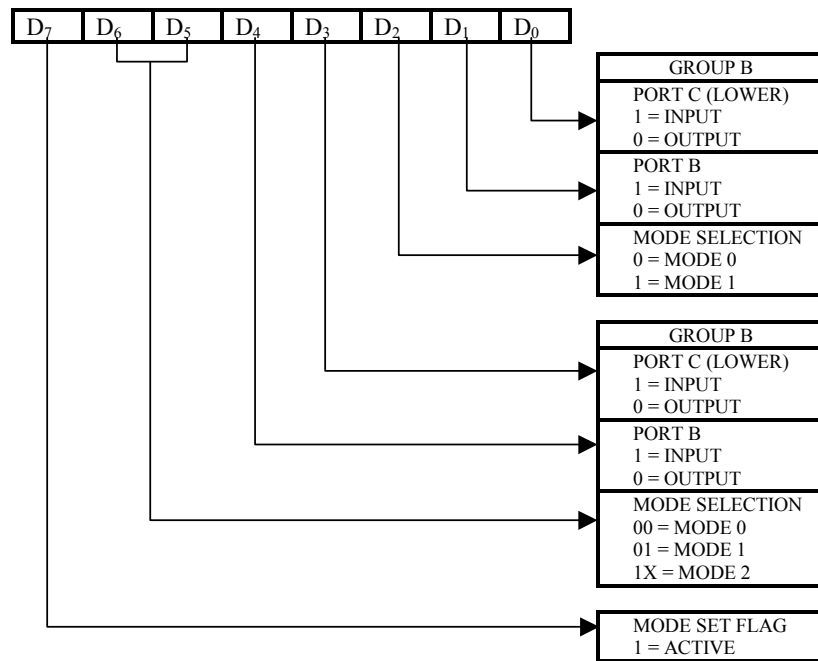 D₇ D₆ D₅ D₄ D₃ D₂ D₁ D₀
GROUP B
PORT C (LOWER)
1 = INPUT
0 = OUTPUT
PORT B
1 = INPUT
0 = OUTPUT
MODE SELECTION
0 = MODE 0
1 = MODE 1
GROUP B
PORT C (LOWER)
1 = INPUT
0 = OUTPUT
PORT B
1 = INPUT
0 = OUTPUT
MODE SELECTION
00 = MODE 0
01 = MODE 1
1X = MODE 2
MODE SET FLAG
1 = ACTIVE